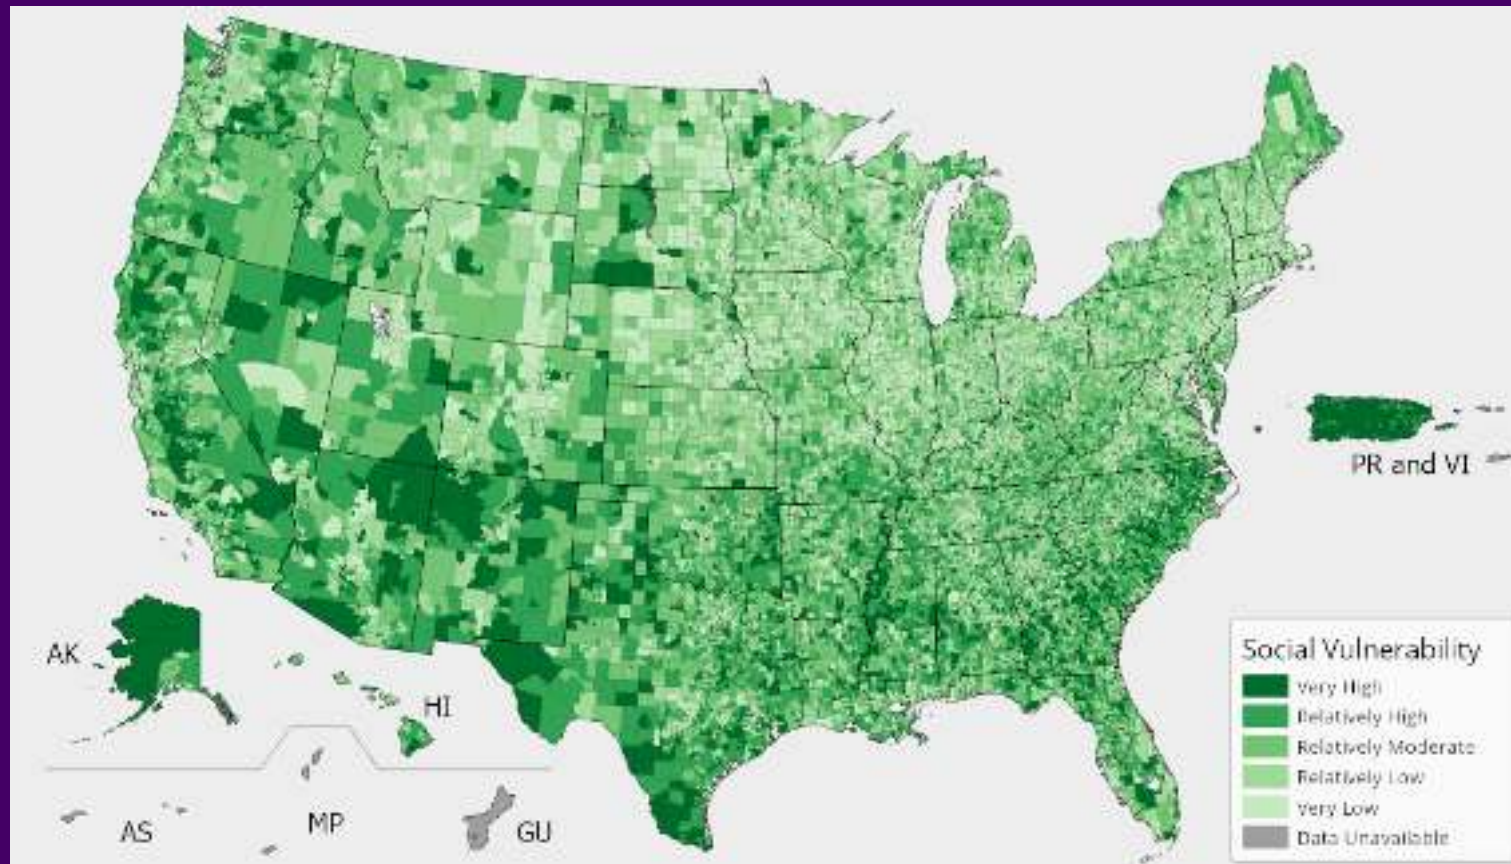 PR and VI
AK
HI
AS
MP
GU
Social Vulnerability
Very High
Relatively High
Relatively Moderate
Relatively Low
Very Low
Data Unavailable